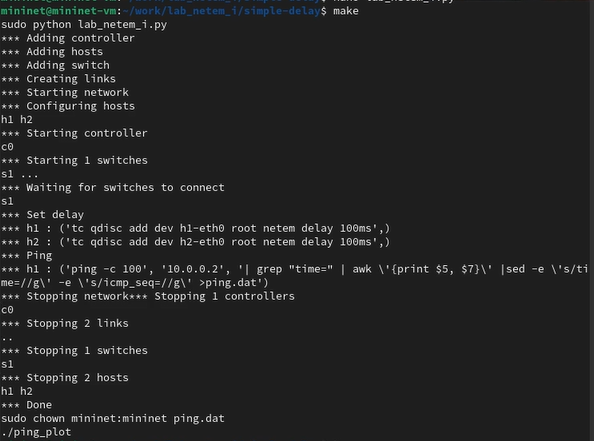 mininet@mininet-vm:~/work/lab_netem_i/simple-delay$ make
sudo python lab_netem_i.py
*** Adding controller
*** Adding hosts
*** Adding switch
*** Creating links
*** Starting network
*** Configuring hosts
h1 h2
*** Starting controller
c0
*** Starting 1 switches
s1 ...
*** Waiting for switches to connect
s1
*** Set delay
*** h1 : ('tc qdisc add dev h1-eth0 root netem delay 100ms',)
*** h2 : ('tc qdisc add dev h2-eth0 root netem delay 100ms',)
*** Ping
*** h1 : ('ping -c 100', '10.0.0.2', '| grep "time=" | awk \'{print $5, $7}\' |sed -e \'s/ti
me=//g\' -e \'s/icmp_seq=//g\' >ping.dat')
*** Stopping network*** Stopping 1 controllers
c0
*** Stopping 2 links
..
*** Stopping 1 switches
s1
*** Stopping 2 hosts
h1 h2
*** Done
sudo chown mininet:mininet ping.dat
./ping_plot